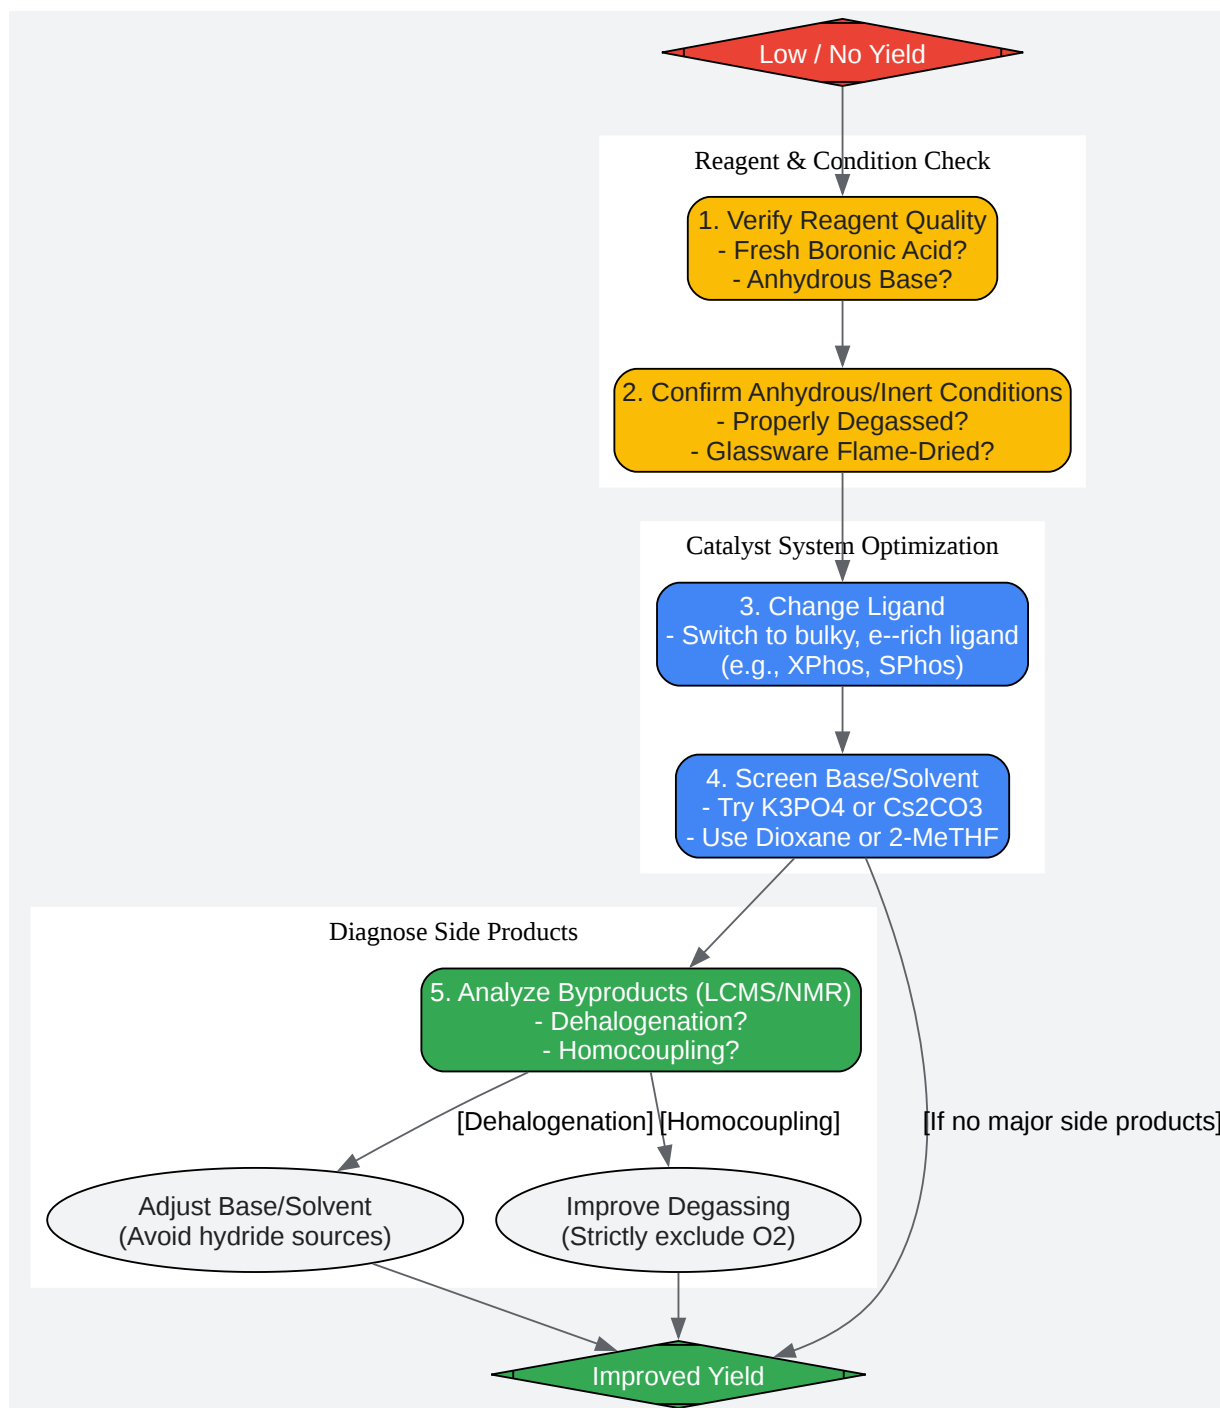 Low / No Yield
Reagent & Condition Check
1. Verify Reagent Quality
- Fresh Boronic Acid?
- Anhydrous Base?
2. Confirm Anhydrous/Inert Conditions
- Properly Degassed?
- Glassware Flame-Dried?
Catalyst System Optimization
3. Change Ligand
- Switch to bulky, e--rich ligand
(e.g., XPhos, SPhos)
4. Screen Base/Solvent
- Try K3PO4 or Cs2CO3
- Use Dioxane or 2-MeTHF
Diagnose Side Products
5. Analyze Byproducts (LCMS/NMR)
- Dehalogenation?
- Homocoupling?
[Dehalogenation]
[Homocoupling]
[If no major side products]
Adjust Base/Solvent
(Avoid hydride sources)
Improve Degassing
(Strictly exclude O2)
Improved Yield